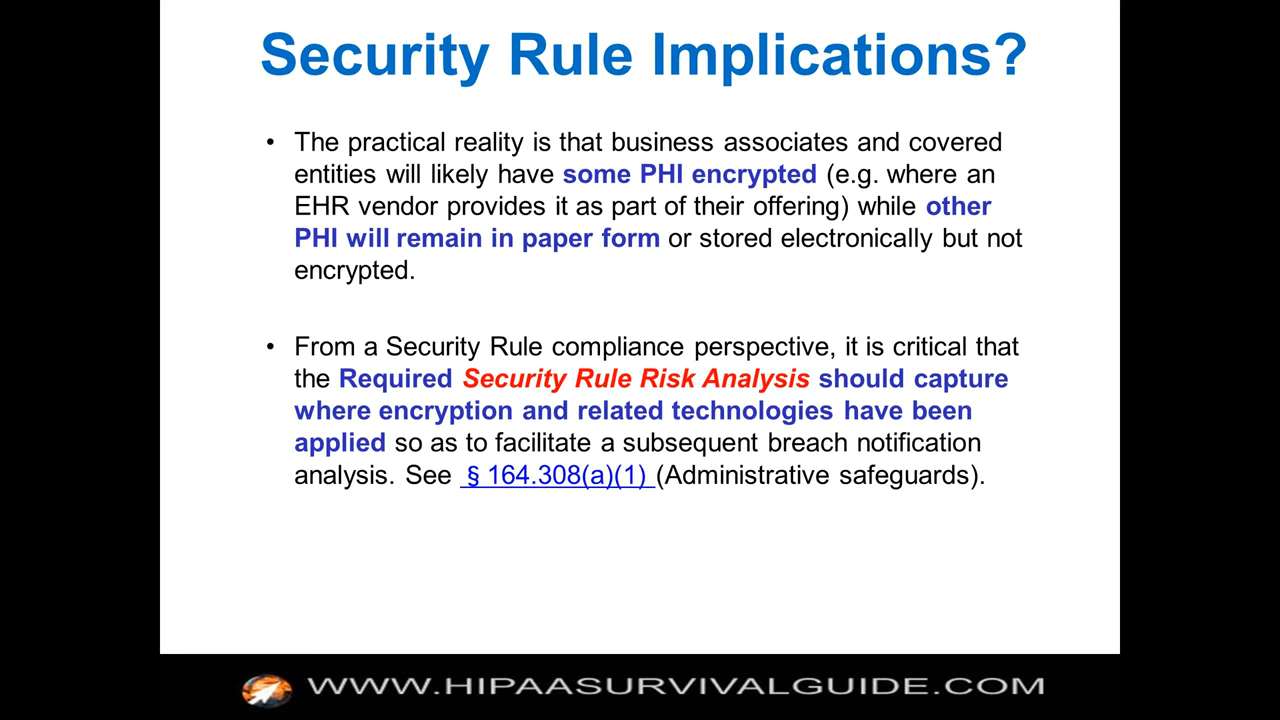 Security Rule Implications?
• The practical reality is that business associates and covered
entities will likely have some PHI encrypted (e.g. where an
EHR vendor provides it as part of their offering) while other
PHI will remain in paper form or stored electronically but not
encrypted.
• From a Security Rule compliance perspective, it is critical that
the Required Security Rule Risk Analysis should capture
where encryption and related technologies have been
applied so as to facilitate a subsequent breach notification
analysis. See § 164.308(a)(1) (Administrative safeguards).
WWW.HIPAASURVIVALGUIDE.COM